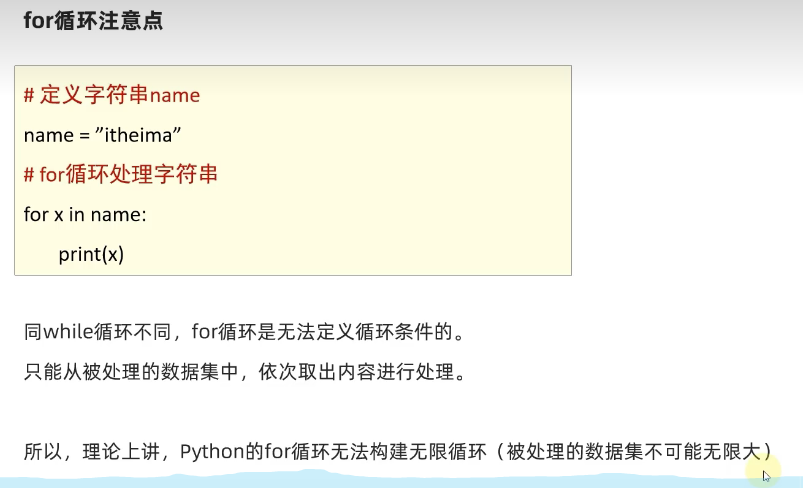 for循环注意点
# 定义字符串name
name = ”itheima”
# for循环处理字符串
for x in name:
print(x)
同while循环不同，for循环是无法定义循环条件的。
只能从被处理的数据集中，依次取出内容进行处理。
所以，理论上讲，Python的for循环无法构建无限循环（被处理的数据集不可能无限大）